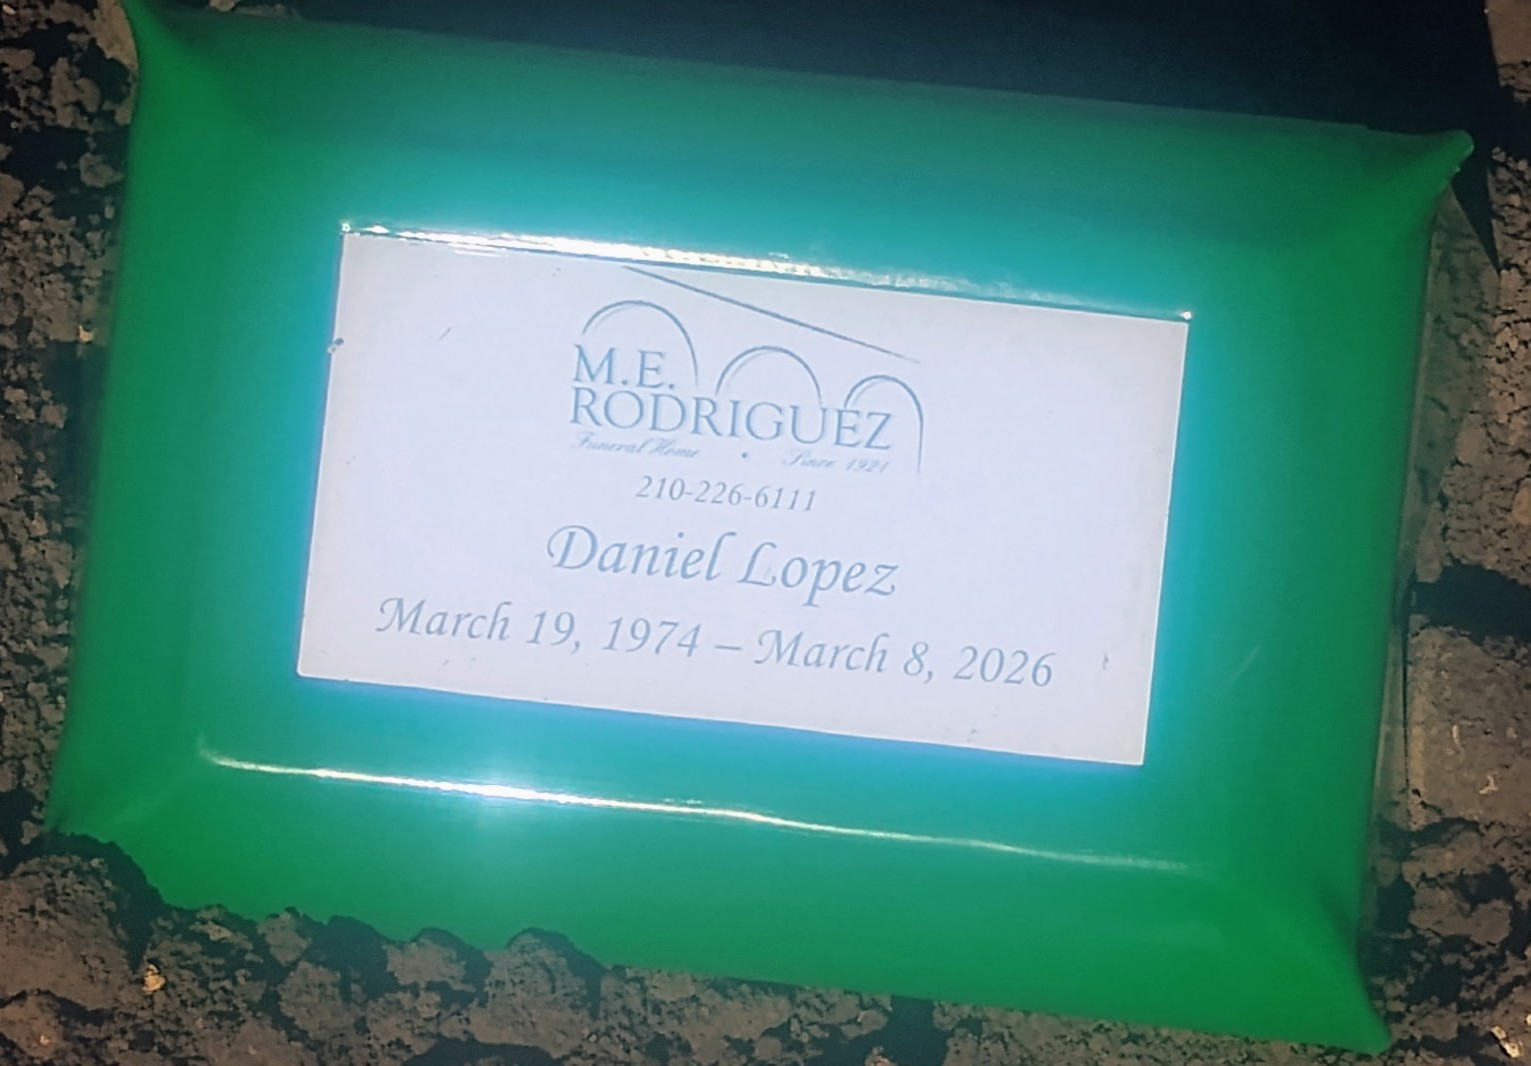 M.E.
RODRIGUEZ
Funeral Home • Since 1921
210-226-6111
Daniel Lopez
March 19, 1974 – March 8, 2026